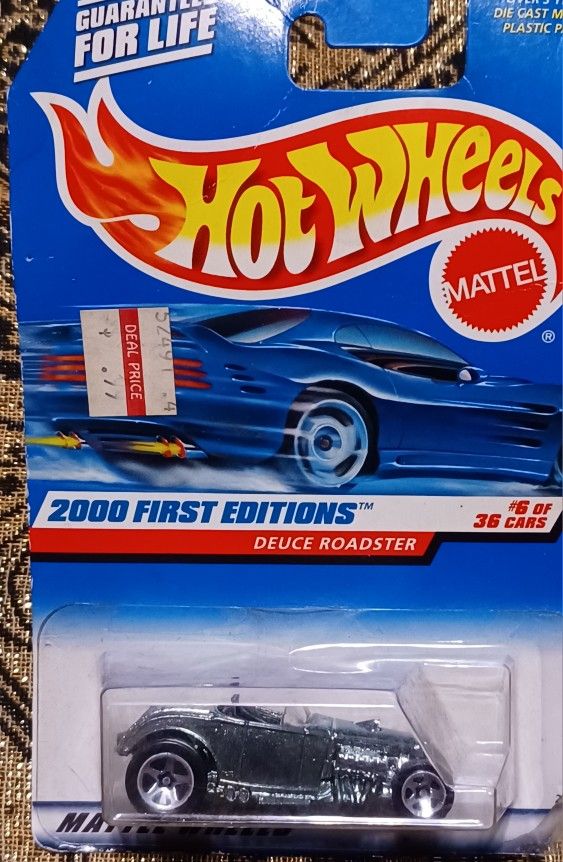 GUARANTEED
FOR LIFE
DIE CAST
PLASTIC
HOT WHEELS
MATTEL
®
DEAL PRICE
.77
2000 FIRST EDITIONS™
#6 OF
36 CARS
DEUCE ROADSTER